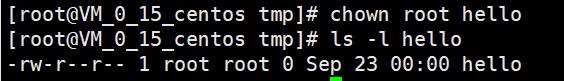 [root@VM_0_15_centos tmp]# chown root hello
[root@VM_0_15_centos tmp]# ls -l hello
-rw-r--r-- 1 root root 0 Sep 23 00:00 hello